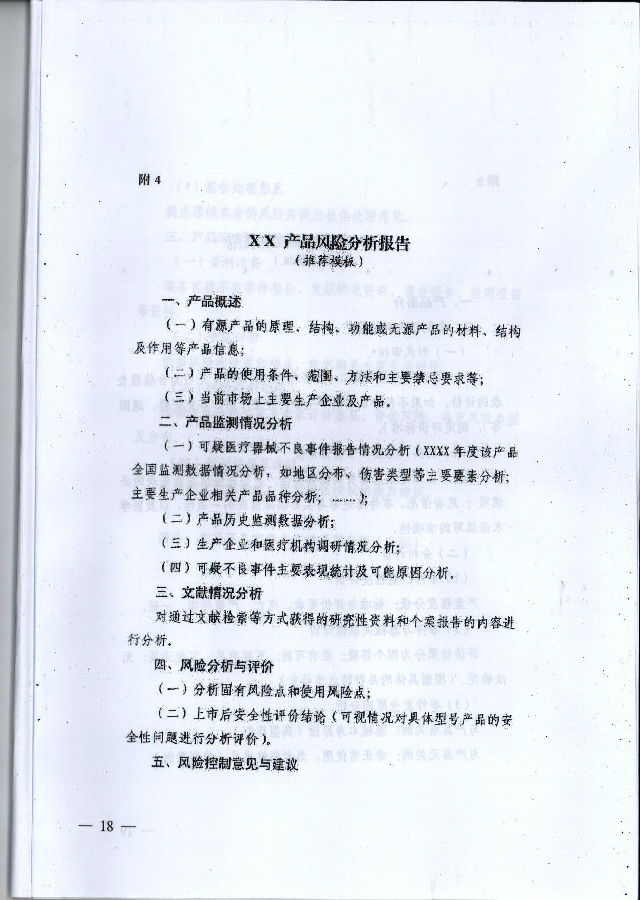 附 4
XX 产品风险分析报告
（推荐模板）
一、产品概述
（一）有源产品的原理、结构、功能或无源产品的材料、结构
及作用等产品信息；
（二）产品的使用条件、范围、方法和主要禁忌要求等；
（三）当前市场上主要生产企业及产品。
二、产品监测情况分析
（一）可疑医疗器械不良事件报告情况分析（XXXX 年度该产品
全国监测数据情况分析，如地区分布、伤害类型等主要要素分析；
主要生产企业相关产品品种分析；……）；
（二）产品历史监测数据分析；
（三）生产企业和医疗机构调研情况分析；
（四）可疑不良事件主要表现统计及可能原因分析。
三、文献情况分析
对通过文献检索等方式获得的研究性资料和个案报告的内容进
行分析。
四、风险分析与评价
（一）分析固有风险点和使用风险点；
（二）上市后安全性评价结论（可视情况对具体型号产品的安
全性问题进行分析评价）。
五、风险控制意见与建议
— 18 —